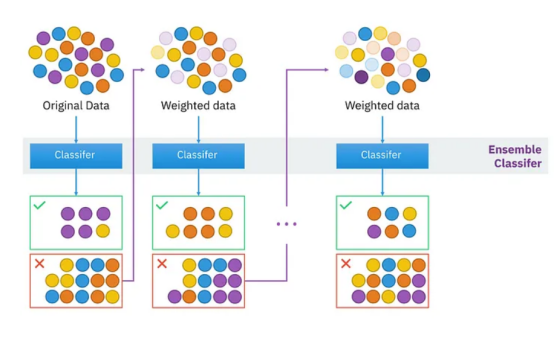 Original Data
Weighted data
Weighted data
Classifer
Classifer
Classifer
Ensemble
Classifer